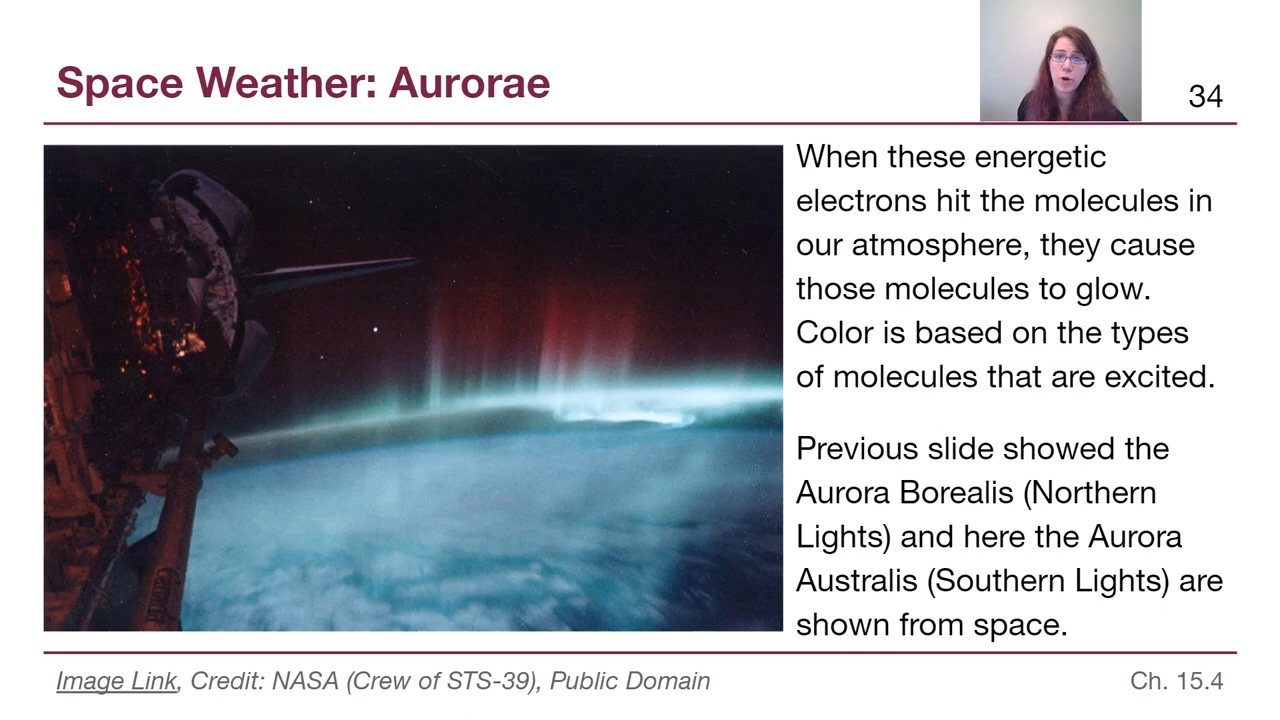 Space Weather: Aurorae
34
When these energetic
electrons hit the molecules in
our atmosphere, they cause
those molecules to glow.
Color is based on the types
of molecules that are excited.
Previous slide showed the
Aurora Borealis (Northern
Lights) and here the Aurora
Australis (Southern Lights) are
shown from space.
Image Link, Credit: NASA (Crew of STS-39), Public Domain
Ch. 15.4